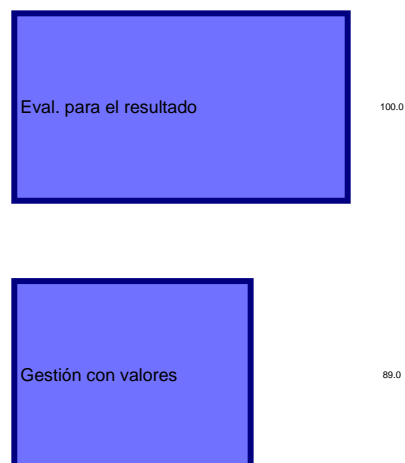 Eval. para el resultado 100.0
Gestión con valores 89.0